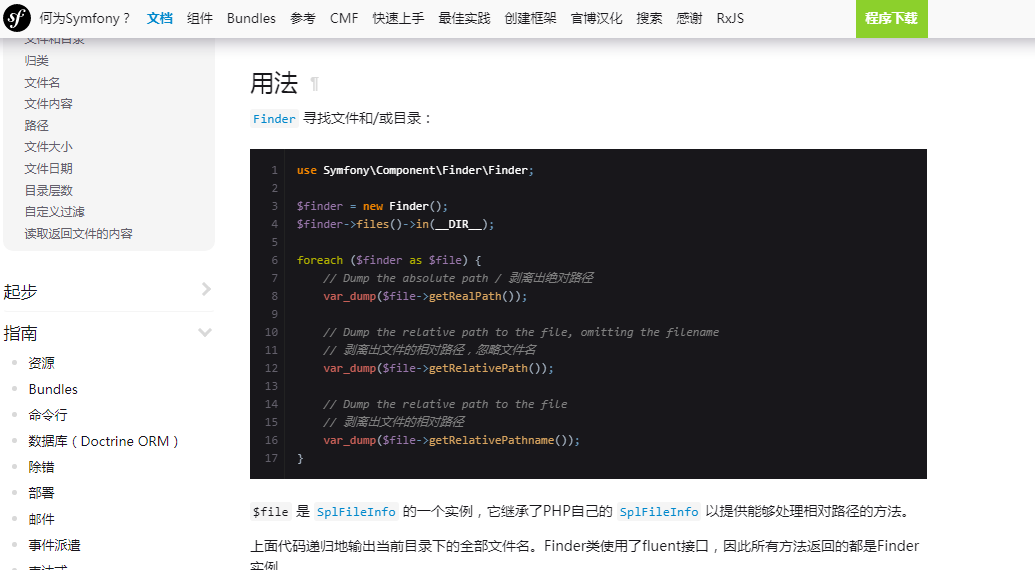 sf 何为Symfony？ 文档 组件 Bundles 参考 CMF 快速上手 最佳实践 创建框架 官博汉化 搜索 感谢 RxJS 程序下载
文件和目录
归类
文件名
文件内容
路径
文件大小
文件日期
目录层数
自定义过滤
读取返回文件的内容
起步
指南
资源
Bundles
命令行
数据库（Doctrine ORM）
除错
部署
邮件
事件派遣
表达式
用法 ¶
Finder 寻找文件和/或目录：
1 use Symfony\Component\Finder\Finder;
2
3 $finder = new Finder();
4 $finder->files()->in(__DIR__);
5
6 foreach ($finder as $file) {
7 // Dump the absolute path / 剥离出绝对路径
8 var_dump($file->getRealPath());
9
10 // Dump the relative path to the file, omitting the filename
11 // 剥离出文件的相对路径，忽略文件名
12 var_dump($file->getRelativePath());
13
14 // Dump the relative path to the file
15 // 剥离出文件的相对路径
16 var_dump($file->getRelativePathname());
17 }
$file 是 SplFileInfo 的一个实例，它继承了PHP自己的 SplFileInfo 以提供能够处理相对路径的方法。
上面代码递归地输出当前目录下的全部文件名。Finder类使用了fluent接口，因此所有方法返回的都是Finder
实例